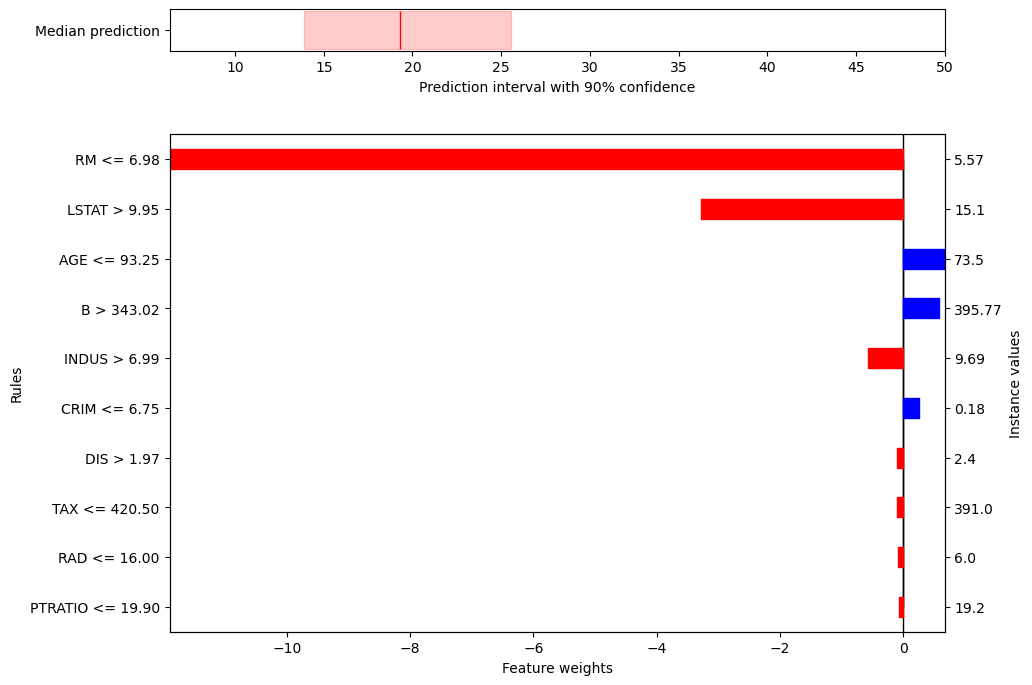 Median prediction
10 15 20 25 30 35 40 45 50
Prediction interval with 90% confidence
Rules
RM <= 6.98 5.57
LSTAT > 9.95 15.1
AGE <= 93.25 73.5
B > 343.02 395.77
INDUS > 6.99 9.69
CRIM <= 6.75 0.18
DIS > 1.97 2.4
TAX <= 420.50 391.0
RAD <= 16.00 6.0
PTRATIO <= 19.90 19.2
Instance values
−10 −8 −6 −4 −2 0
Feature weights